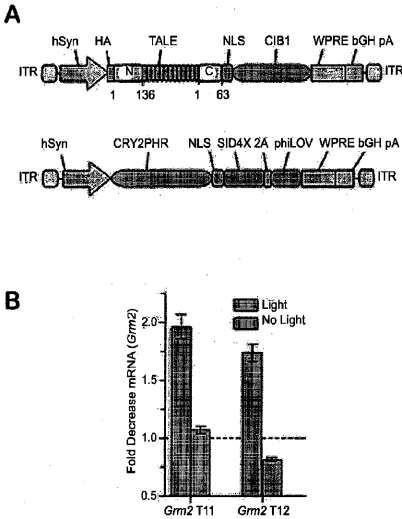 A
hSyn HA TALE NLS CIB1 WPRE bGH pA
ITR N C ITR
1 136 1 63
hSyn CRY2PHR NLS SID4X 2A phiLOV WPRE bGH pA
ITR ITR
B
Fold Decrease mRNA (Grm2)
Light
No Light
2.0
1.5
1.0
0.5
Grm2 T11 Grm2 T12